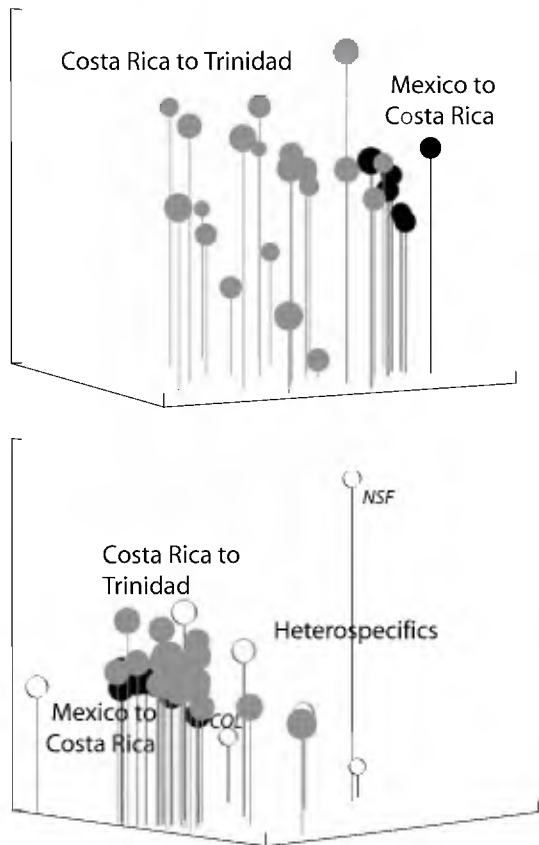 Costa Rica to Trinidad
Mexico to
Costa Rica
NSF
Costa Rica to
Trinidad
Heterospecifics
Mexico to
COL
Costa Rica